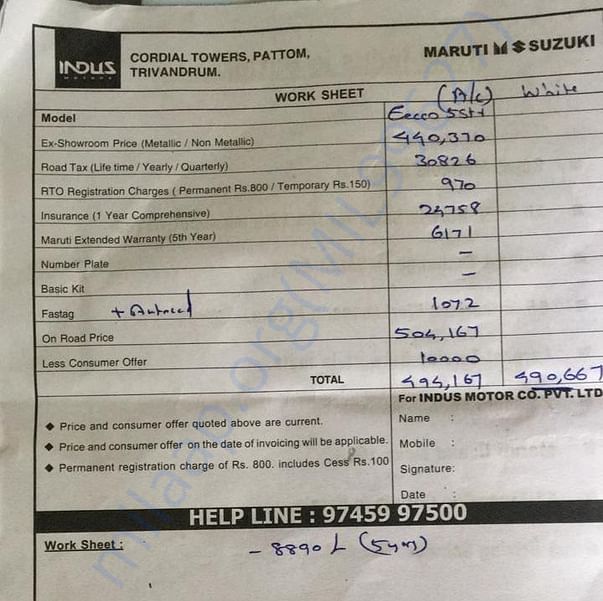 INDUS
MOTORS
CORDIAL TOWERS, PATTOM,
TRIVANDRUM.
MARUTI SUZUKI
WORK SHEET (A/c) White
Model Eecco 5str
Ex-Showroom Price (Metallic / Non Metallic) 440,370
Road Tax (Life time / Yearly / Quarterly) 30826
RTO Registration Charges ( Permanent Rs.800 / Temporary Rs.150) 970
Insurance (1 Year Comprehensive) 24758
Maruti Extended Warranty (5th Year) 6171
Number Plate –
Basic Kit –
Fastag + Autocard 1072
On Road Price 504,167
Less Consumer Offer 10000
TOTAL 494,167 490,667
For INDUS MOTOR CO. PVT. LTD
◆ Price and consumer offer quoted above are current.
◆ Price and consumer offer on the date of invoicing will be applicable.
◆ Permanent registration charge of Rs. 800. includes Cess Rs.100
Name :
Mobile :
Signature:
Date :
HELP LINE : 97459 97500
Work Sheet : – 8890 L (5yrs)